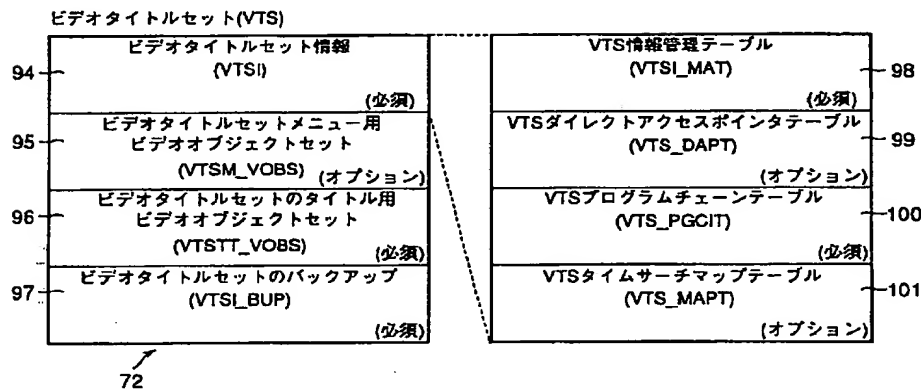 ビデオタイトルセット(VTS)
94
ビデオタイトルセット情報
(VTSI)
(必須)
95
ビデオタイトルセットメニュー用
ビデオオブジェクトセット
(VTSM_VOBS)
(オプション)
96
ビデオタイトルセットのタイトル用
ビデオオブジェクトセット
(VTSTT_VOBS)
(必須)
97
ビデオタイトルセットのバックアップ
(VTSI_BUP)
(必須)
72
VTS情報管理テーブル
(VTSI_MAT)
(必須)
98
VTSダイレクトアクセスポインタテーブル
(VTS_DAPT)
(オプション)
99
VTSプログラムチェーンテーブル
(VTS_PGCIT)
(必須)
100
VTSタイムサーチマップテーブル
(VTS_MAPT)
(オプション)
101